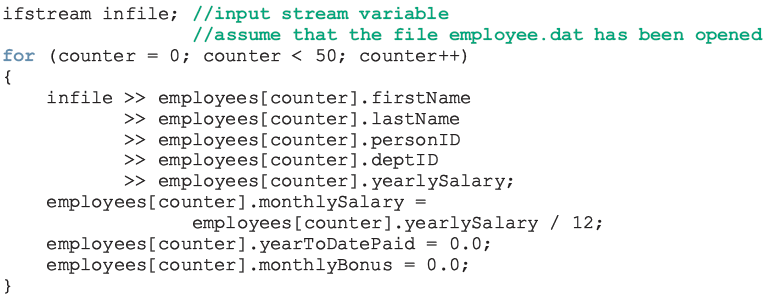 ifstream infile; //input stream variable
//assume that the file employee.dat has been opened
for (counter = 0; counter < 50; counter++)
{
infile >> employees[counter].firstName
>> employees[counter].lastName
>> employees[counter].personID
>> employees[counter].deptID
>> employees[counter].yearlySalary;
employees[counter].monthlySalary =
employees[counter].yearlySalary / 12;
employees[counter].yearToDatePaid = 0.0;
employees[counter].monthlyBonus = 0.0;
}